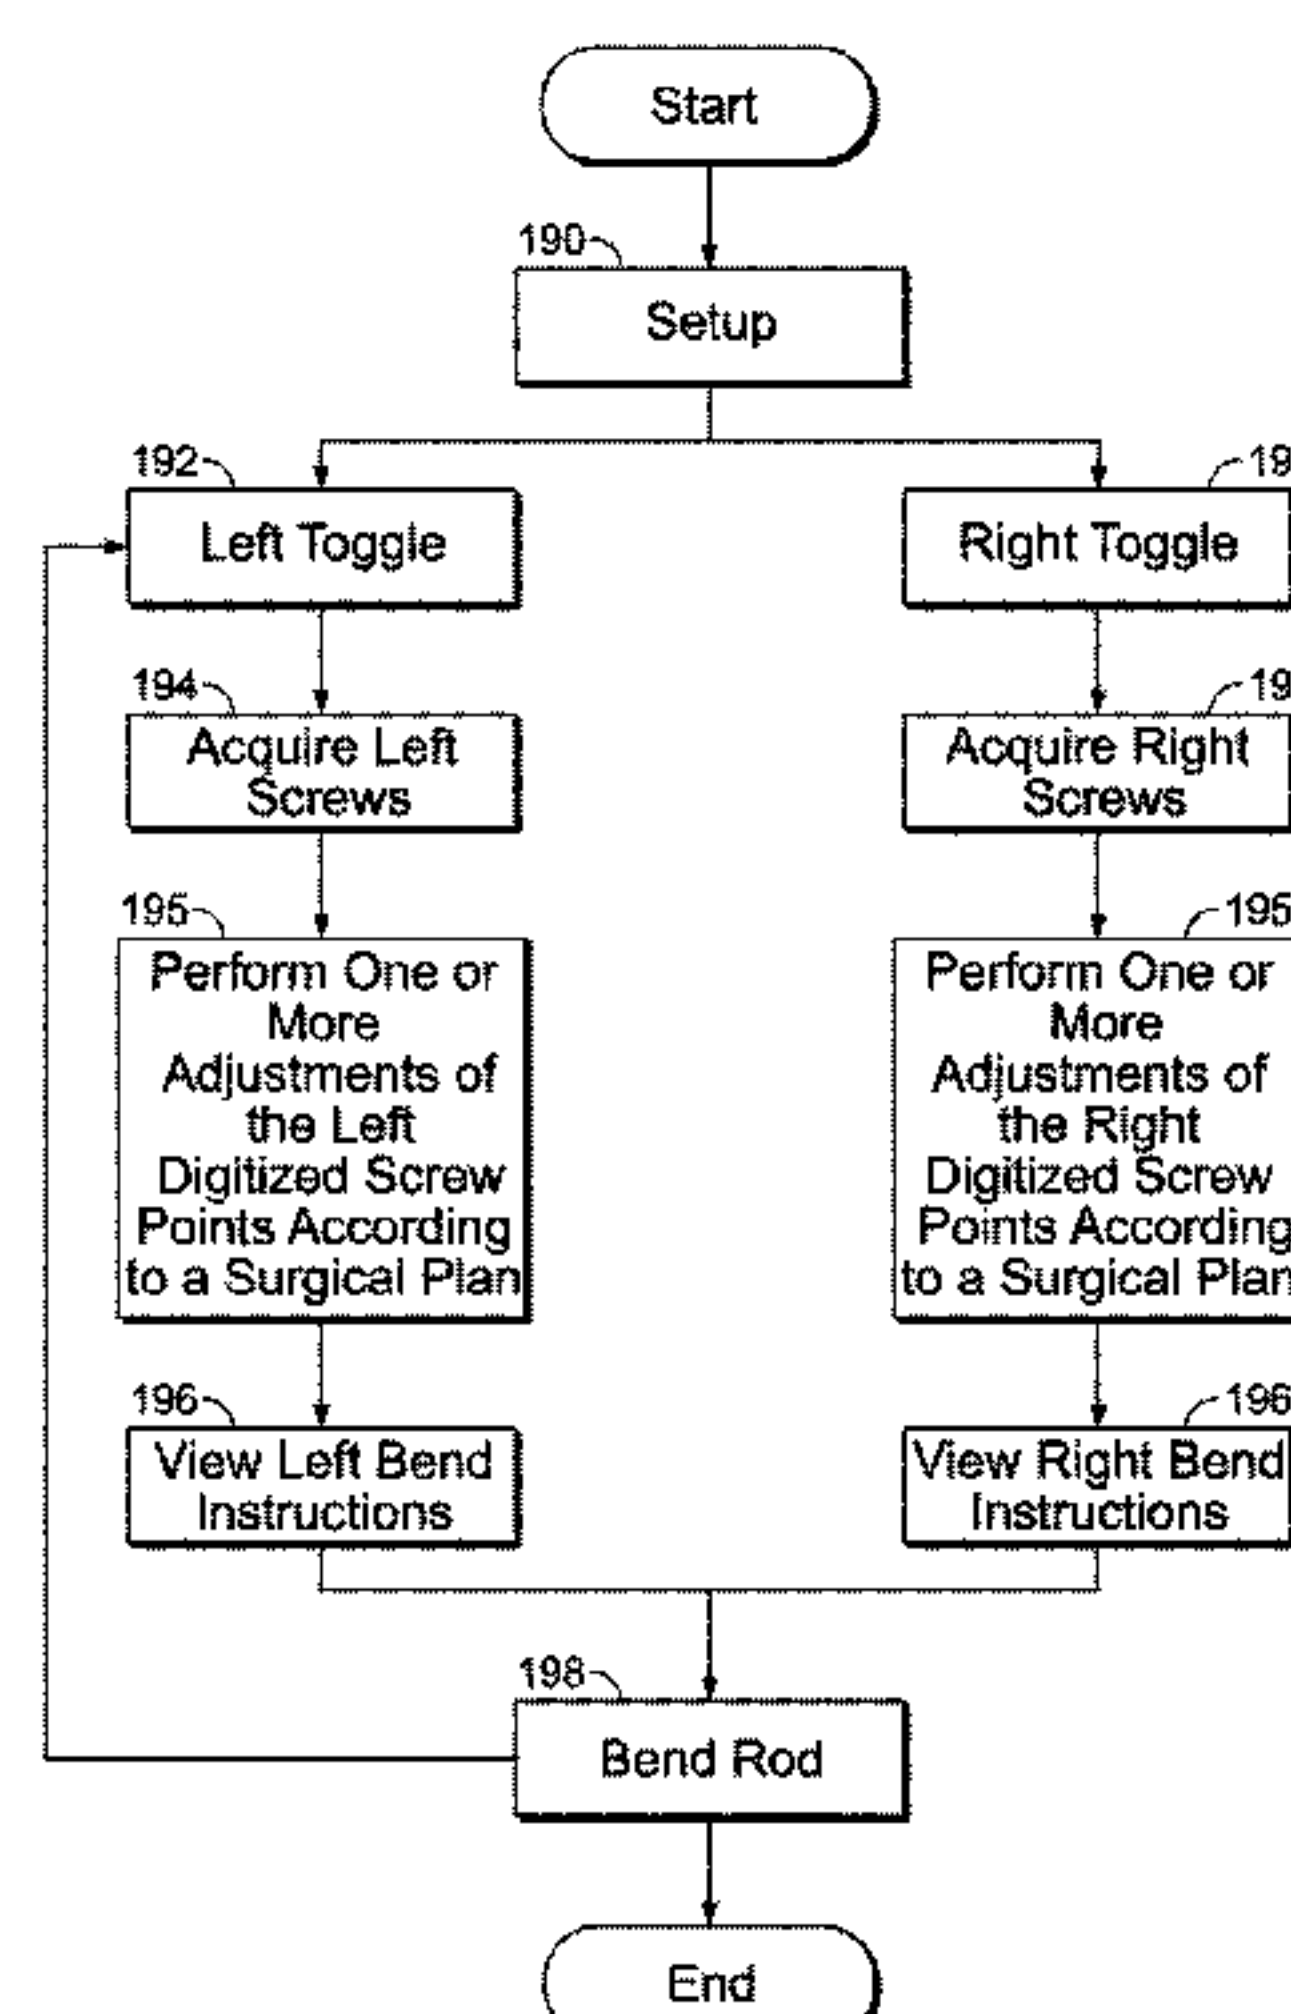 Start
190
Setup
192
Left Toggle
19
Right Toggle
194
Acquire Left
Screws
19
Acquire Right
Screws
195
Perform One or
More
Adjustments of
the Left
Digitized Screw
Points According
to a Surgical Plan
195
Perform One or
More
Adjustments of
the Right
Digitized Screw
Points According
to a Surgical Plan
196
View Left Bend
Instructions
196
View Right Bend
Instructions
198
Bend Rod
End